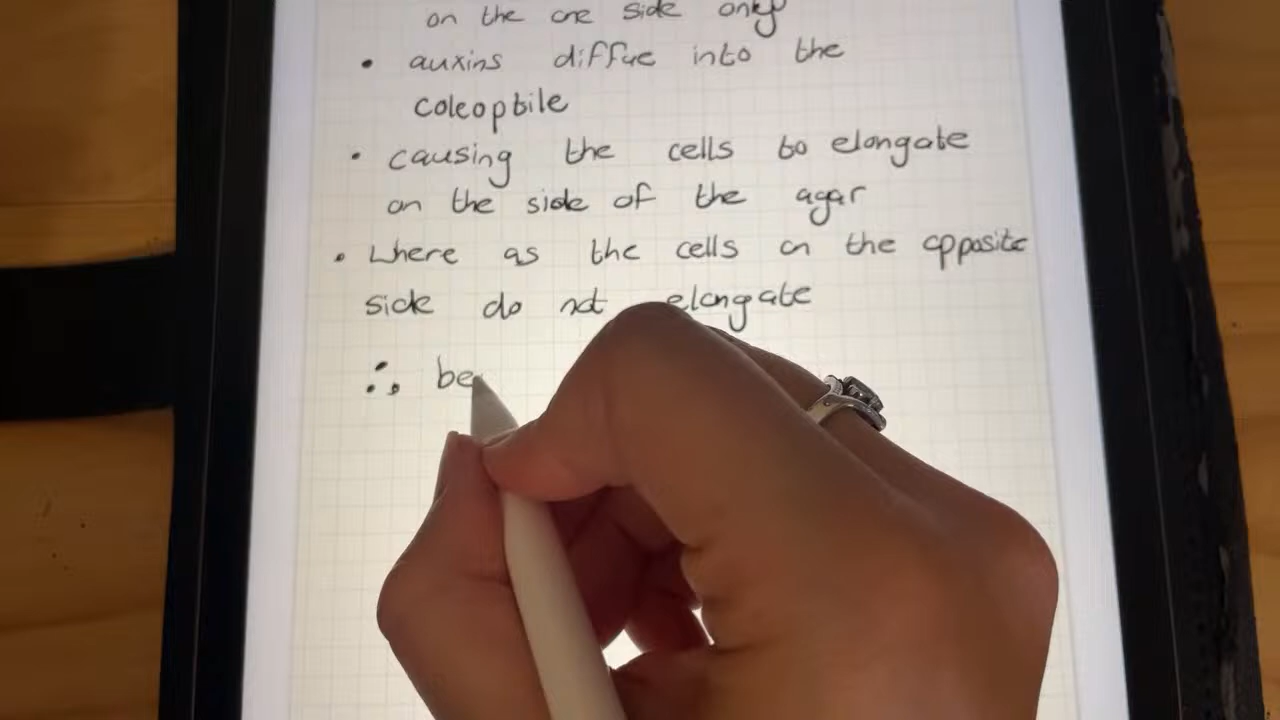 on the one side only
• auxins diffue into the
coleoptile
• causing the cells to elongate
on the side of the agar
• where as the cells on the opposite
side do not elongate
∴ be